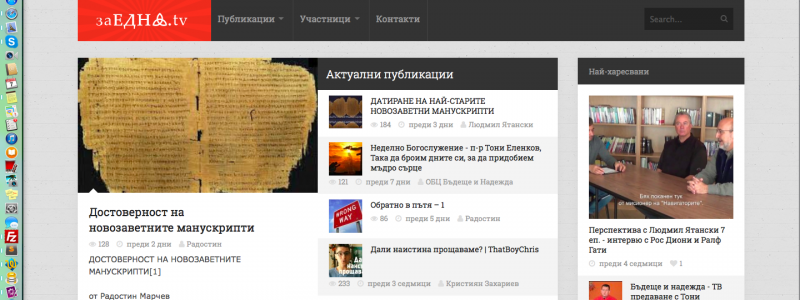 заЕДНО.tv
Публикации
Участници
Контакти
Search...
Достоверност на
новозаветните манускрипти
128 преди 2 дни Радостин
ДОСТОВЕРНОСТ НА НОВОЗАВЕТНИТЕ
МАНУСКРИПТИ[1]
от Радостин Марчев
Актуални публикации
ДАТИРАНЕ НА НАЙ-СТАРИТЕ
НОВОЗАВЕТНИ МАНУСКРИПТИ
184 преди 3 дни Людмил Ятански
Неделно Богослужение - п-р Тони Еленков,
Така да броим дните си, за да придобием
мъдро сърце
121 преди 7 дни ОБЦ Бъдеще и Надежда
WRONG
WAY
Обратно в пътя – 1
86 преди 5 дни Радостин
Дали
прощаваме?
Дали наистина прощаваме? | ThatBoyChris
233 преди 3 седмици Кристиян Захариев
Най-харесвани
Бях поканен тук
от мисионер на "Навигаторите".
Перспектива с Людмил Ятански 7
еп. - интервю с Рос Диони и Ралф
Гати
преди 4 седмици 1
Бъдеще и надежда - ТВ
предаване с Тони